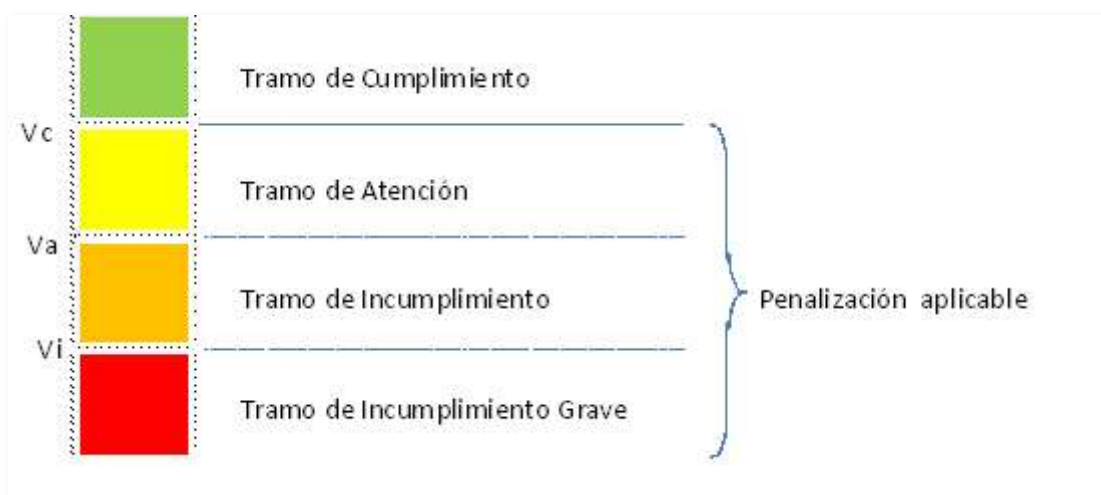 Tramo de Cumplimiento
Vc
Tramo de Atención
Va
Tramo de Incumplimiento
Penalización aplicable
Vi
Tramo de Incumplimiento Grave